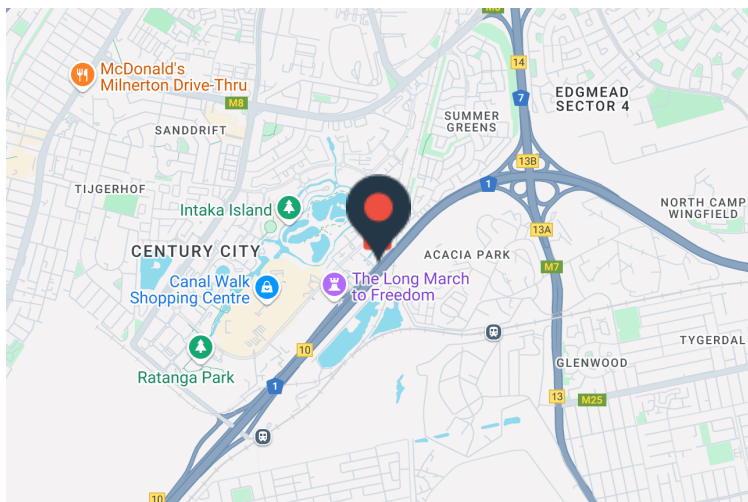 M8
14
McDonald's
Milnerton Drive-Thru
7
EDGMEAD
SECTOR 4
M8
SUMMER
GREENS
SANDDRIFT
13B
TIJGERHOF
1
NORTH CAMP
WINGFIELD
Intaka Island
13A
CENTURY CITY
ACACIA PARK
M7
Canal Walk
Shopping Centre
The Long March
to Freedom
TYGERDAL
10
GLENWOOD
Ratanga Park
1
13
M25
10